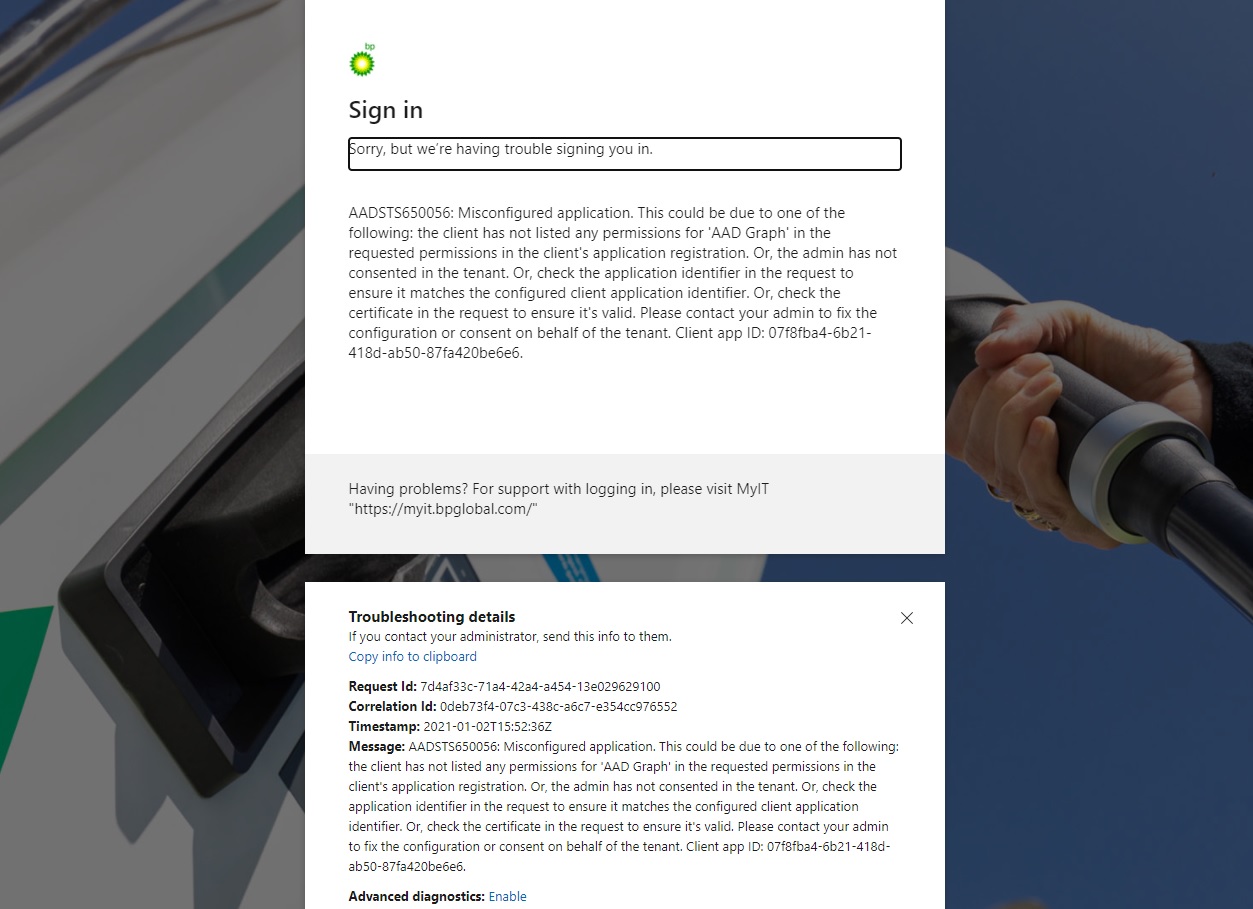 bp
Sign in
Sorry, but we're having trouble signing you in.
AADSTS650056: Misconfigured application. This could be due to one of the
following: the client has not listed any permissions for 'AAD Graph' in the
requested permissions in the client's application registration. Or, the admin has not
consented in the tenant. Or, check the application identifier in the request to
ensure it matches the configured client application identifier. Or, check the
certificate in the request to ensure it's valid. Please contact your admin to fix the
configuration or consent on behalf of the tenant. Client app ID: 07f8fba4-6b21-
418d-ab50-87fa420be6e6.
Having problems? For support with logging in, please visit MyIT
"https://myit.bpglobal.com/"
Troubleshooting details
If you contact your administrator, send this info to them.
Copy info to clipboard
Request Id: 7d4af33c-71a4-42a4-a454-13e029629100
Correlation Id: 0deb73f4-07c3-438c-a6c7-e354cc976552
Timestamp: 2021-01-02T15:52:36Z
Message: AADSTS650056: Misconfigured application. This could be due to one of the following:
the client has not listed any permissions for 'AAD Graph' in the requested permissions in the
client's application registration. Or, the admin has not consented in the tenant. Or, check the
application identifier in the request to ensure it matches the configured client application
identifier. Or, check the certificate in the request to ensure it's valid. Please contact your admin
to fix the configuration or consent on behalf of the tenant. Client app ID: 07f8fba4-6b21-418d-
ab50-87fa420be6e6.
Advanced diagnostics: Enable